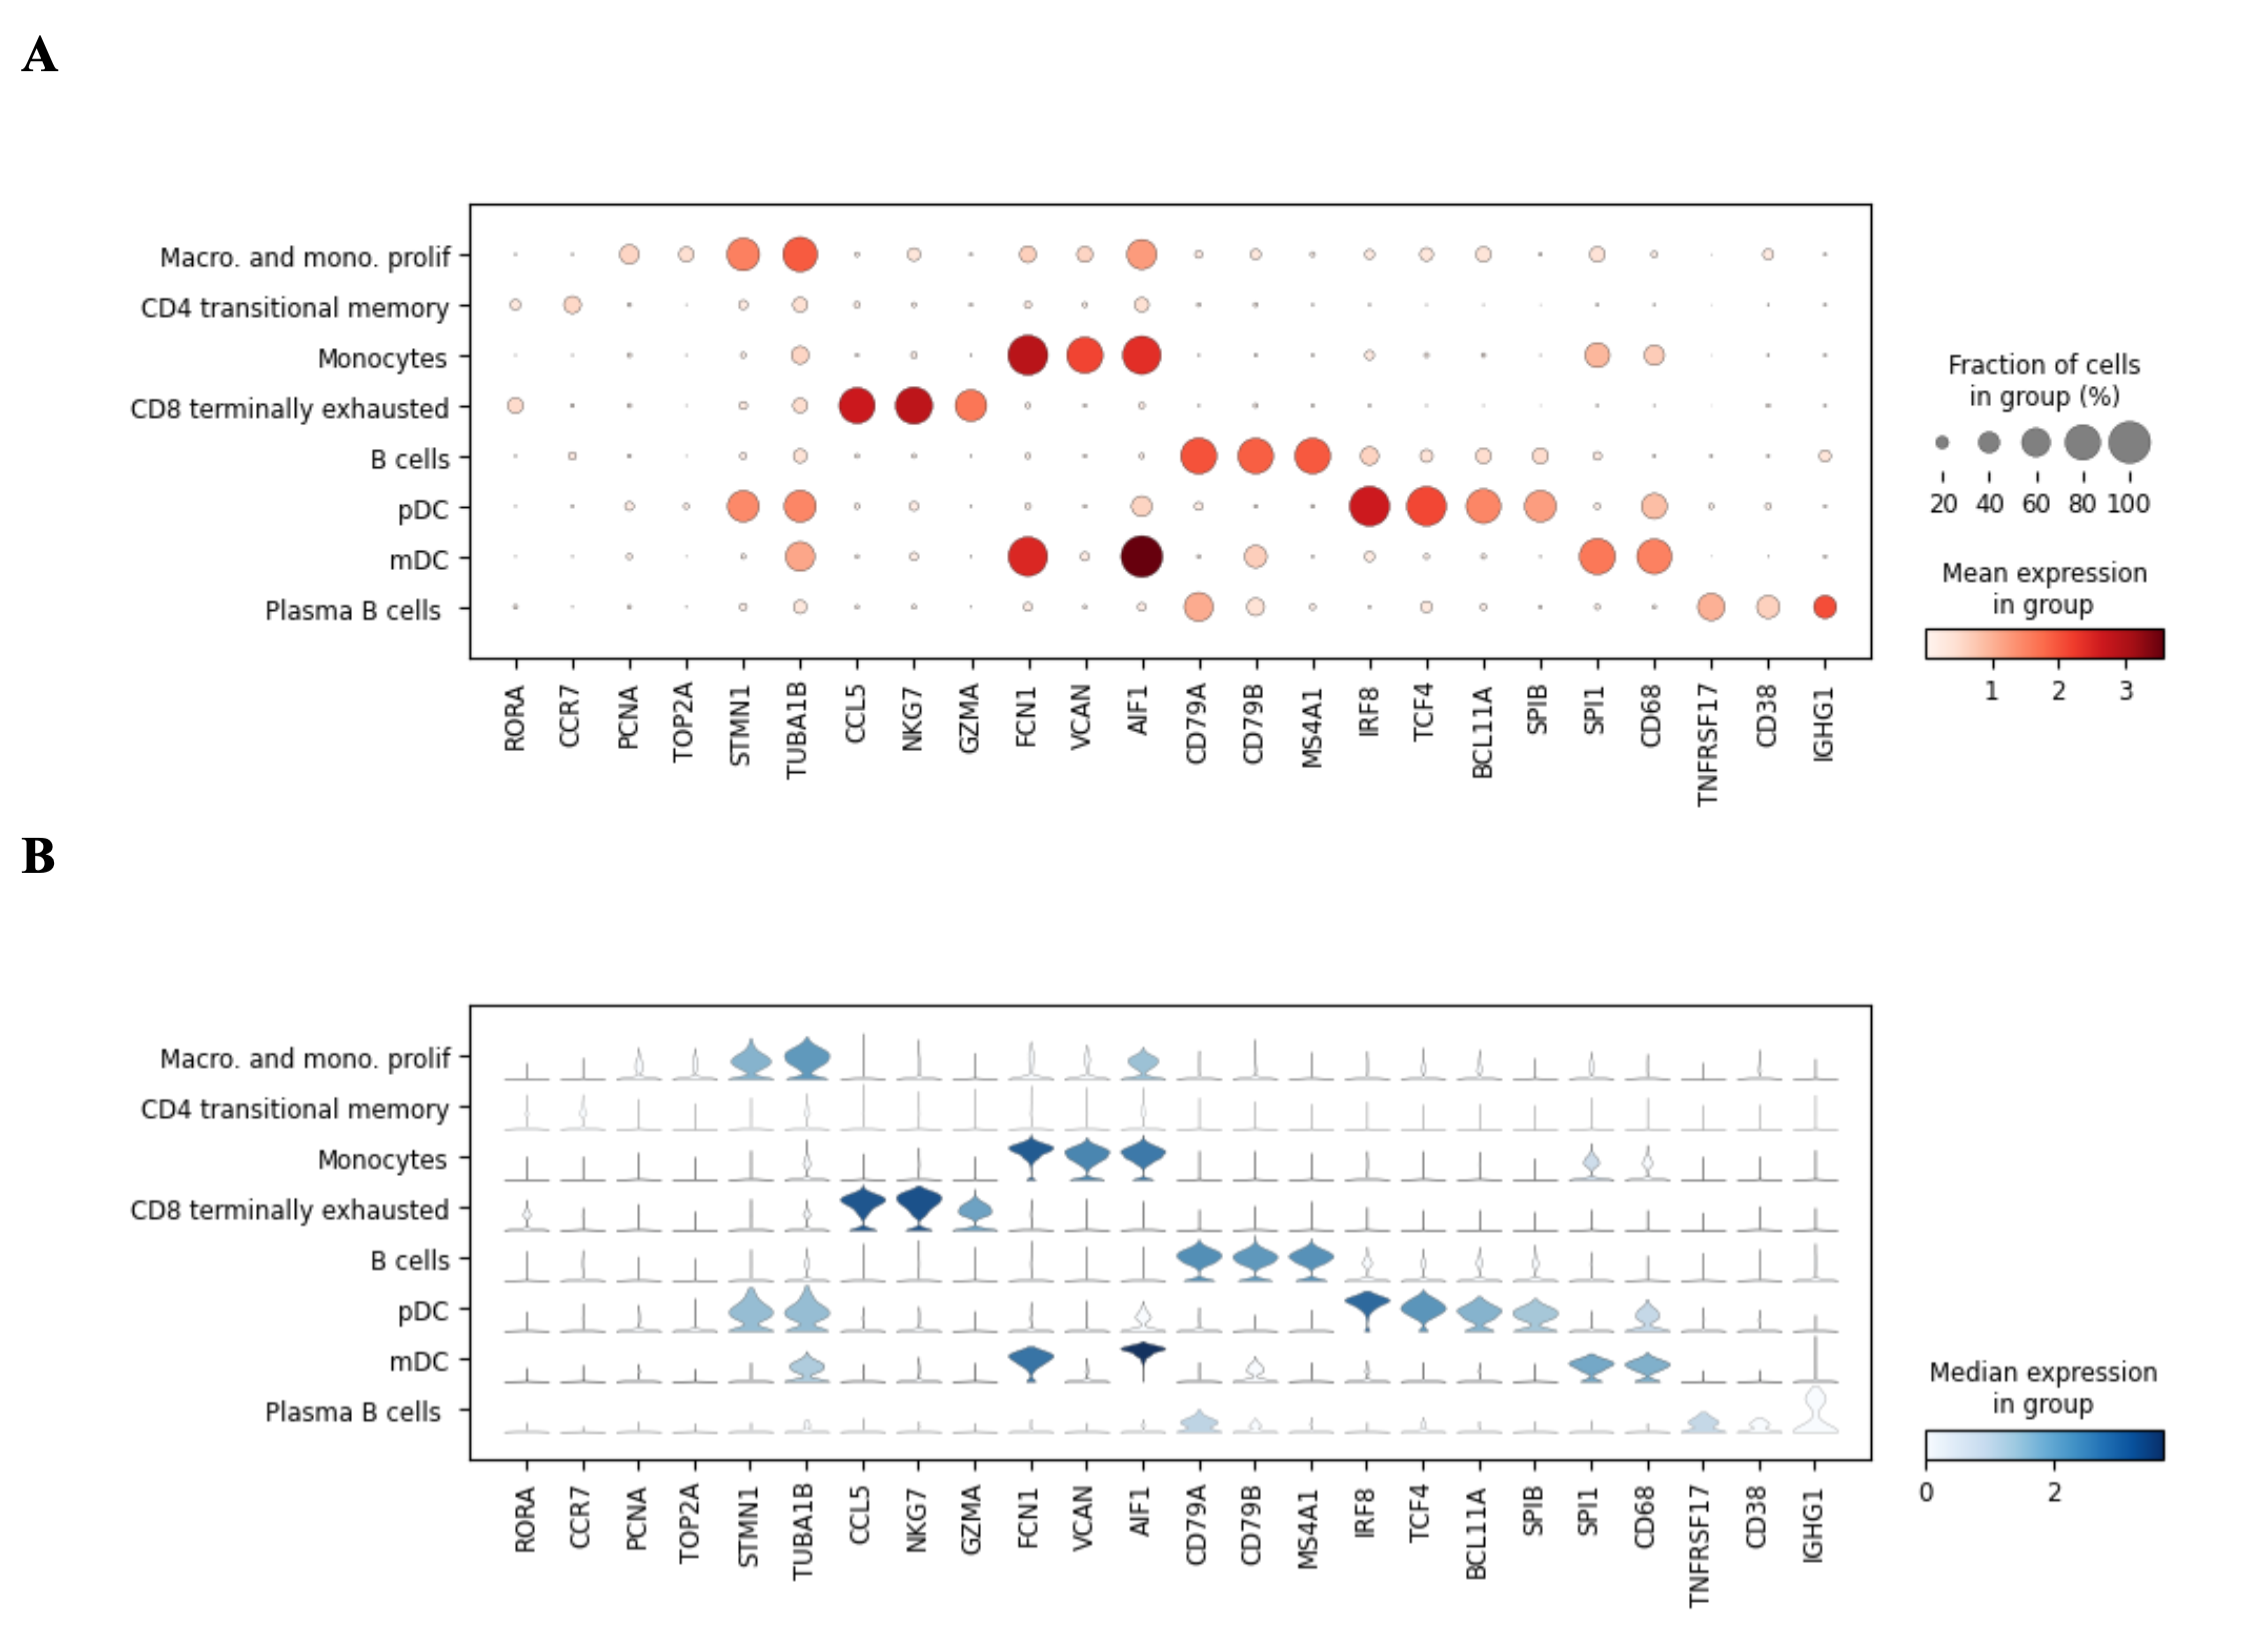 A
Macro. and mono. prolif
CD4 transitional memory
Monocytes
CD8 terminally exhausted
B cells
pDC
mDC
Plasma B cells
RORA
CCR7
PCNA
TOP2A
STMN1
TUBA1B
CCL5
NKG7
GZMA
FCN1
VCAN
AIF1
CD79A
CD79B
MS4A1
IRF8
TCF4
BCL11A
SPIB
SPI1
CD68
TNFRSF17
CD38
IGHG1
Fraction of cells
in group (%)
20 40 60 80 100
Mean expression
in group
1 2 3
B
Macro. and mono. prolif
CD4 transitional memory
Monocytes
CD8 terminally exhausted
B cells
pDC
mDC
Plasma B cells
RORA
CCR7
PCNA
TOP2A
STMN1
TUBA1B
CCL5
NKG7
GZMA
FCN1
VCAN
AIF1
CD79A
CD79B
MS4A1
IRF8
TCF4
BCL11A
SPIB
SPI1
CD68
TNFRSF17
CD38
IGHG1
Median expression
in group
0 2